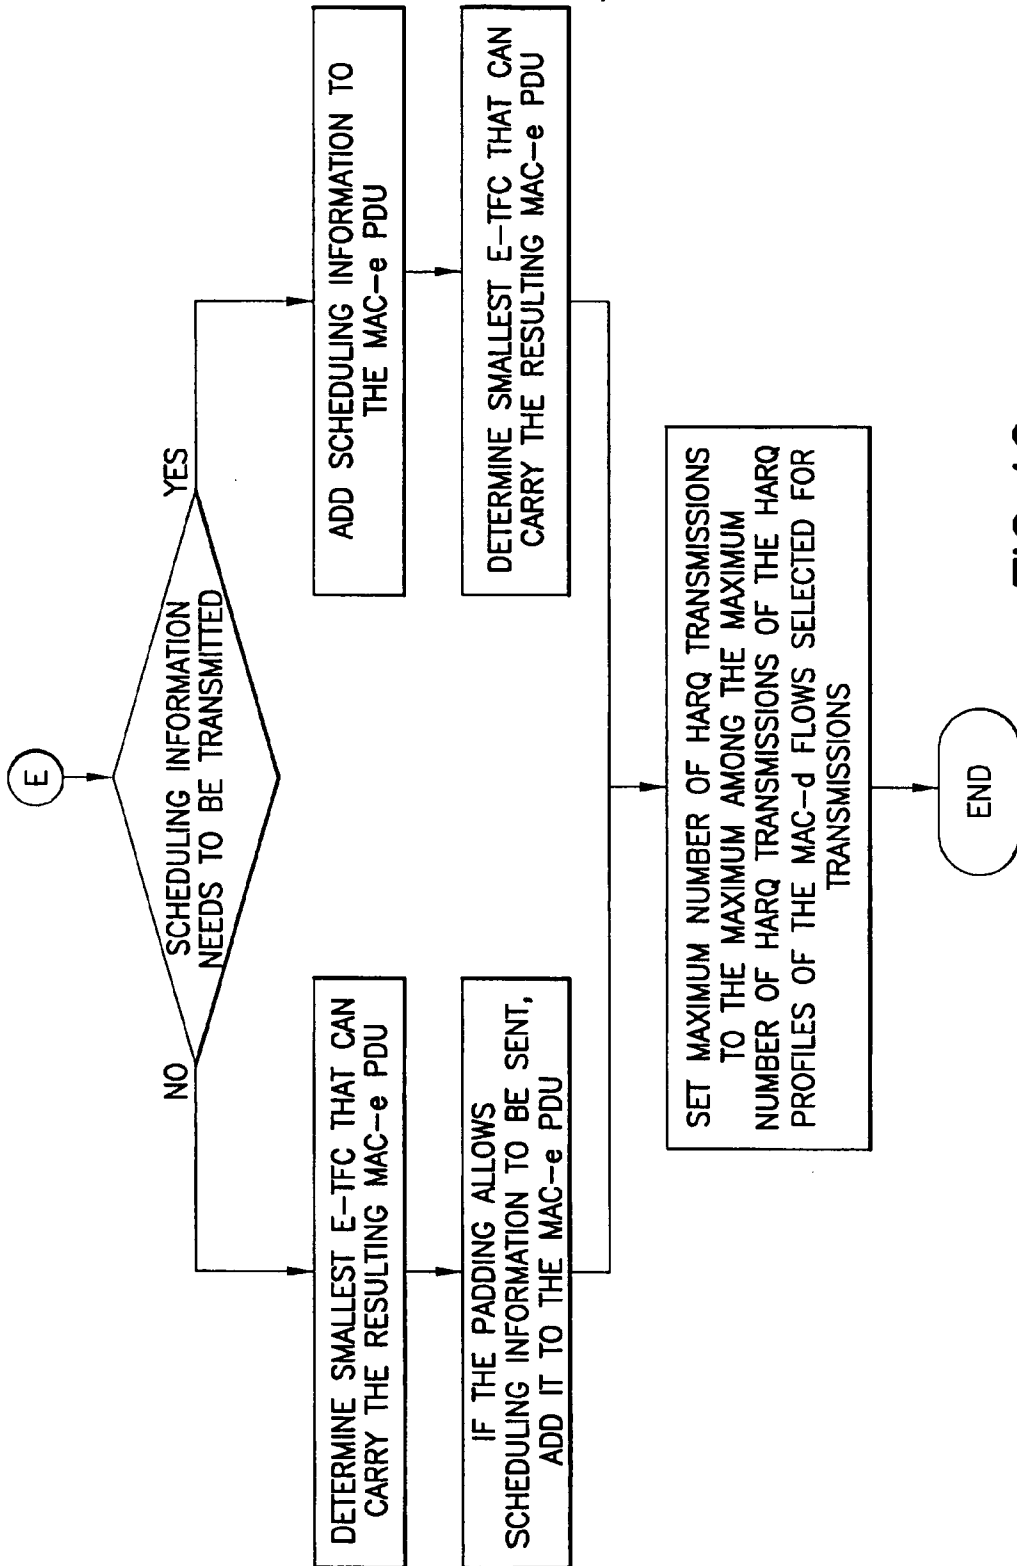 E
SCHEDULING INFORMATION
NEEDS TO BE TRANSMITTED
NO
YES
DETERMINE SMALLEST E-TFC THAT CAN
CARRY THE RESULTING MAC-e PDU
IF THE PADDING ALLOWS
SCHEDULING INFORMATION TO BE SENT,
ADD IT TO THE MAC-e PDU
ADD SCHEDULING INFORMATION TO
THE MAC-e PDU
DETERMINE SMALLEST E-TFC THAT CAN
CARRY THE RESULTING MAC-e PDU
SET MAXIMUM NUMBER OF HARQ TRANSMISSIONS
TO THE MAXIMUM AMONG THE MAXIMUM
NUMBER OF HARQ TRANSMISSIONS OF THE HARQ
PROFILES OF THE MAC-d FLOWS SELECTED FOR
TRANSMISSIONS
END